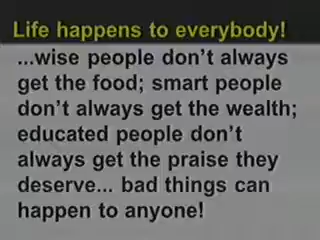 Life happens to everybody!
...wise people don't always
get the food; smart people
don't always get the wealth;
educated people don't
always get the praise they
deserve... bad things can
happen to anyone!